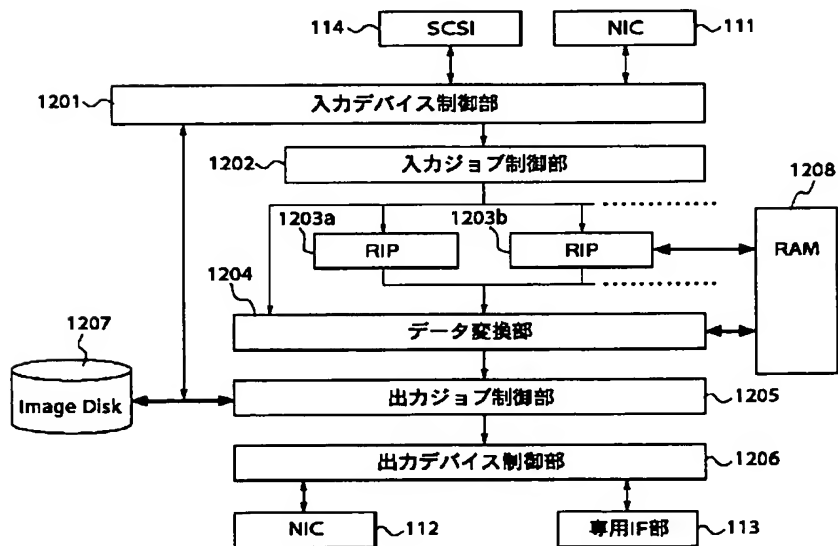 114
SCSI
NIC
111
1201
入力デバイス制御部
1202
入力ジョブ制御部
1208
1203a
1203b
RIP
RIP
RAM
1204
データ変換部
1207
Image Disk
出力ジョブ制御部
1205
出力デバイス制御部
1206
NIC
112
専用IF部
113